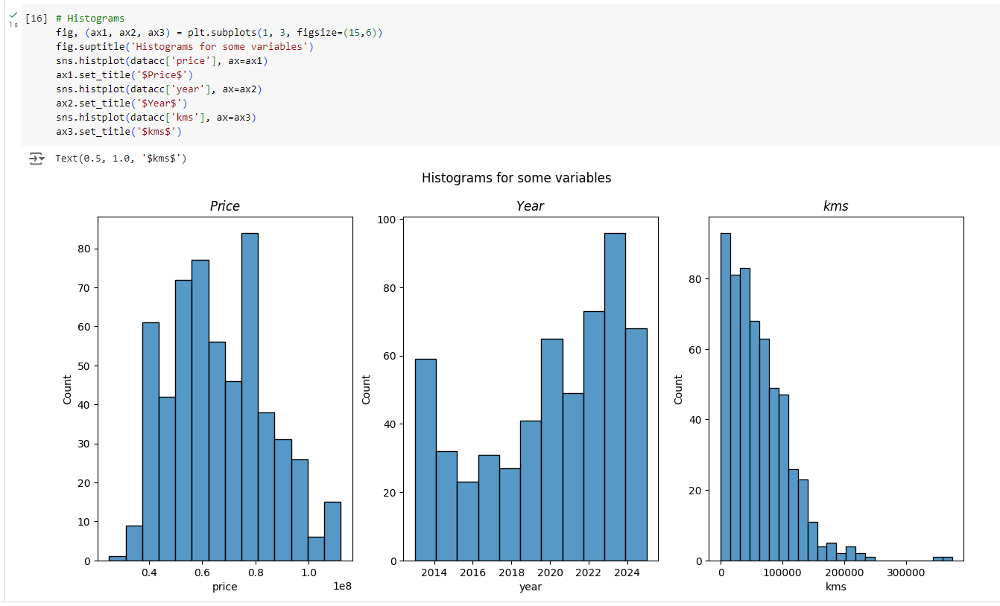 [16] # Histograms
1s
fig, (ax1, ax2, ax3) = plt.subplots(1, 3, figsize=(15,6))
fig.suptitle('Histograms for some variables')
sns.histplot(datacc['price'], ax=ax1)
ax1.set_title('$Price$')
sns.histplot(datacc['year'], ax=ax2)
ax2.set_title('$Year$')
sns.histplot(datacc['kms'], ax=ax3)
ax3.set_title('$kms$')
Text(0.5, 1.0, '$kms$')
Histograms for some variables
Price
80
70
60
50
40
30
20
10
0
Count
0.4 0.6 0.8 1.0
price
1e8
Year
100
80
60
40
20
0
Count
2014 2016 2018 2020 2022 2024
year
kms
80
60
40
20
0
Count
0 100000 200000 300000
kms